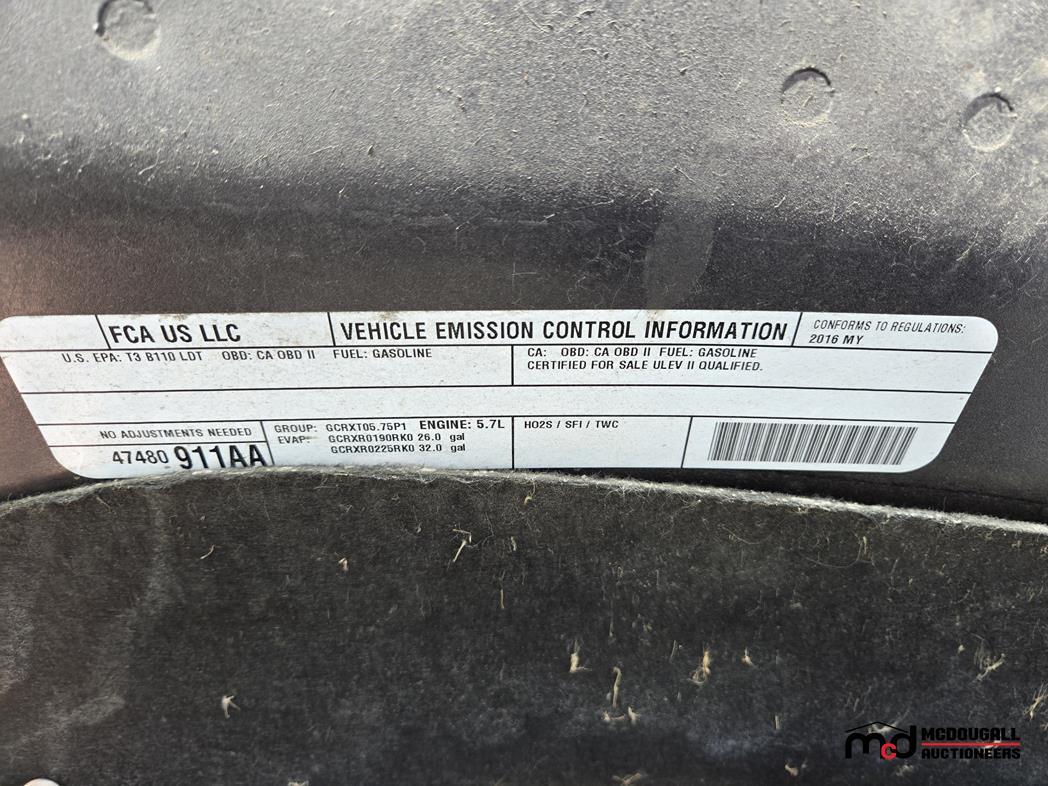 FCA US LLC
VEHICLE EMISSION CONTROL INFORMATION
CONFORMS TO REGULATIONS:
2016 MY
U.S. EPA: T3 B110 LDT OBD: CA OBD II FUEL: GASOLINE
CA: OBD: CA OBD II FUEL: GASOLINE
CERTIFIED FOR SALE ULEV II QUALIFIED.
NO ADJUSTMENTS NEEDED
47480 911AA
GROUP: GCRXT05.75P1 ENGINE: 5.7L
EVAP: GCRXR0190RK0 26.0 gal
GCRXR0225RK0 32.0 gal
HO2S / SFI / TWC
mcd MCDOUGALL
AUCTIONEERS